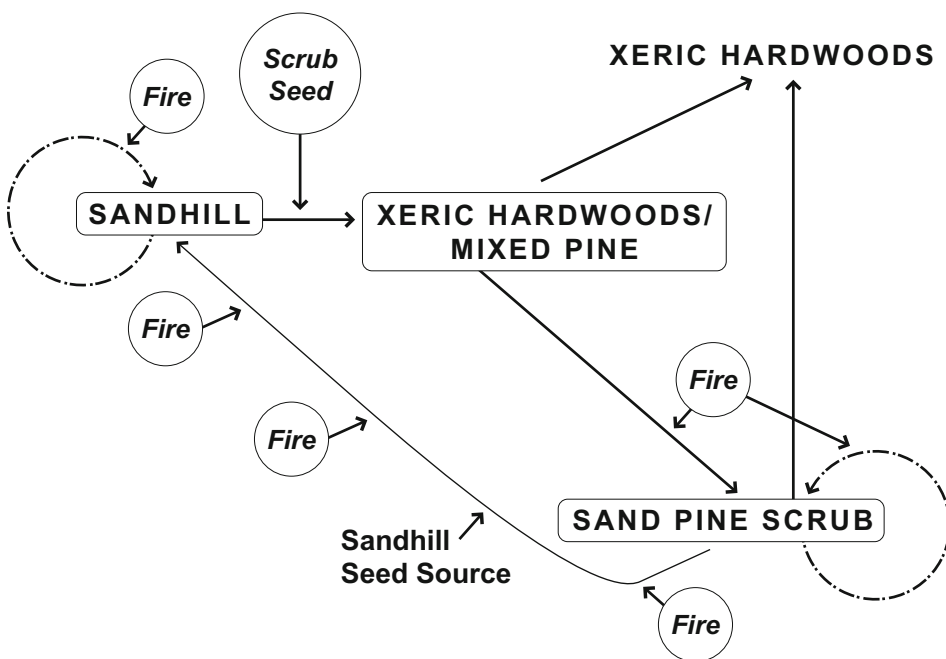 Scrub
Seed
XERIC HARDWOODS
Fire
SANDHILL
XERIC HARDWOODS/
MIXED PINE
Fire
Fire
Fire
SAND PINE SCRUB
Sandhill
Seed Source
Fire